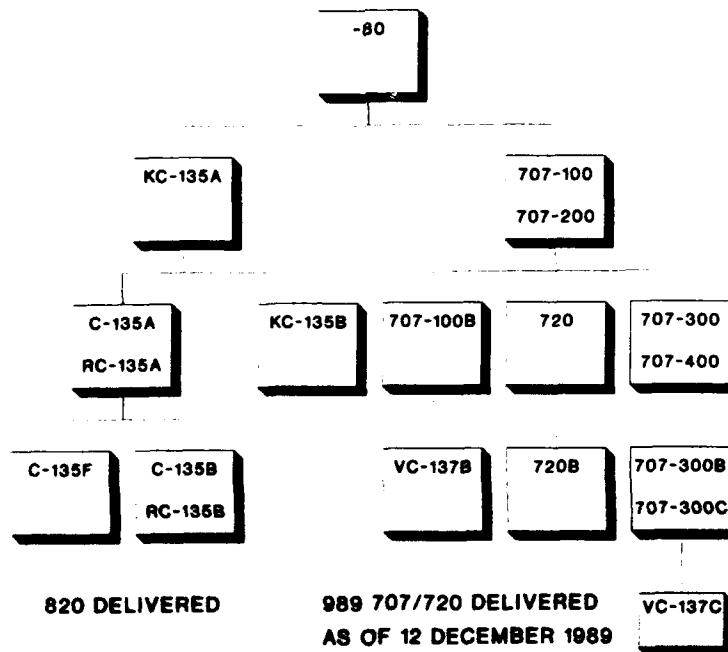 -80
KC-135A
707-100
707-200
C-135A
RC-135A
KC-135B
707-100B
720
707-300
707-400
C-135F
C-135B
RC-135B
VC-137B
720B
707-300B
707-300C
820 DELIVERED
989 707/720 DELIVERED
AS OF 12 DECEMBER 1989
VC-137C